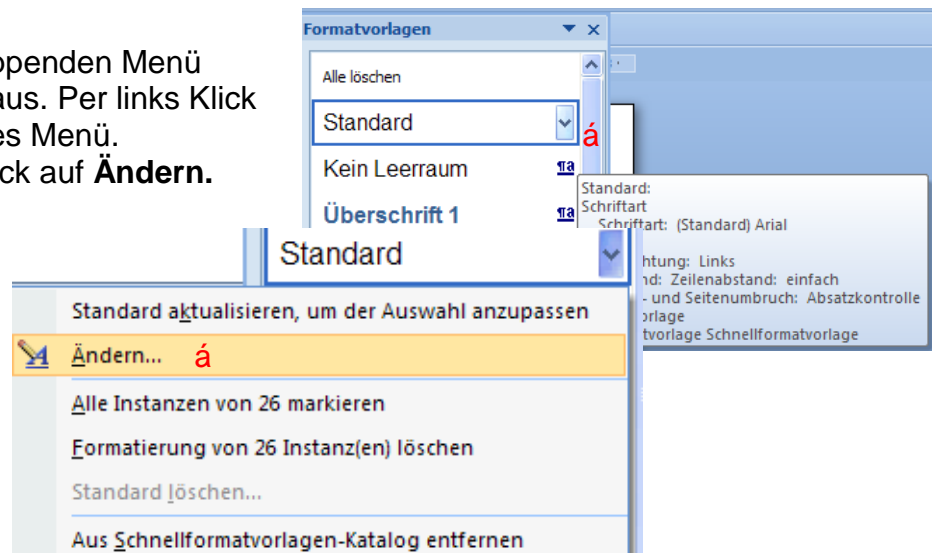 openden Menü
aus. Per links Klick
es Menü.
ck auf Ändern.
Formatvorlagen
Alle löschen
Standard
á
Kein Leerraum
Überschrift 1
Standard:
Schriftart
Schriftart: (Standard) Arial
htung: Links
nd: Zeilenabstand: einfach
- und Seitenumbruch: Absatzkontrolle
orlage
tvorlage Schnellformatvorlage
Standard
Standard aktualisieren, um der Auswahl anzupassen
Ändern... á
Alle Instanzen von 26 markieren
Formatierung von 26 Instanz(en) löschen
Standard löschen...
Aus Schnellformatvorlagen-Katalog entfernen